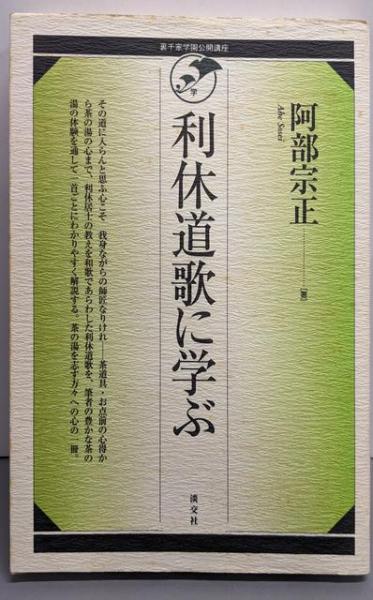 裏千家学園公開講座
学
阿部宗正
Abe Sosei
[著]
利休道歌に学ぶ
その道に入らんと思ふ心こそ 我身ながらの師匠なりけれ──茶道具・お点前の心得か
ら茶の湯の心まで、利休居士の教えを和歌であらわした利休道歌を、筆者の豊かな茶の
湯の体験を通して一首ごとにわかりやすく解説する。茶の湯を志す方々への心の一冊。
淡交社